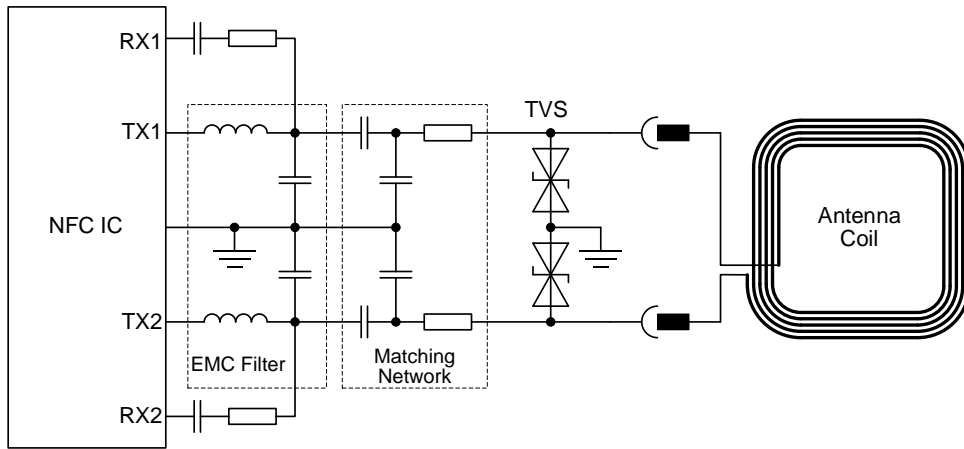 RX1
TX1
TVS
NFC IC
Antenna
Coil
TX2
EMC Filter
Matching
Network
RX2